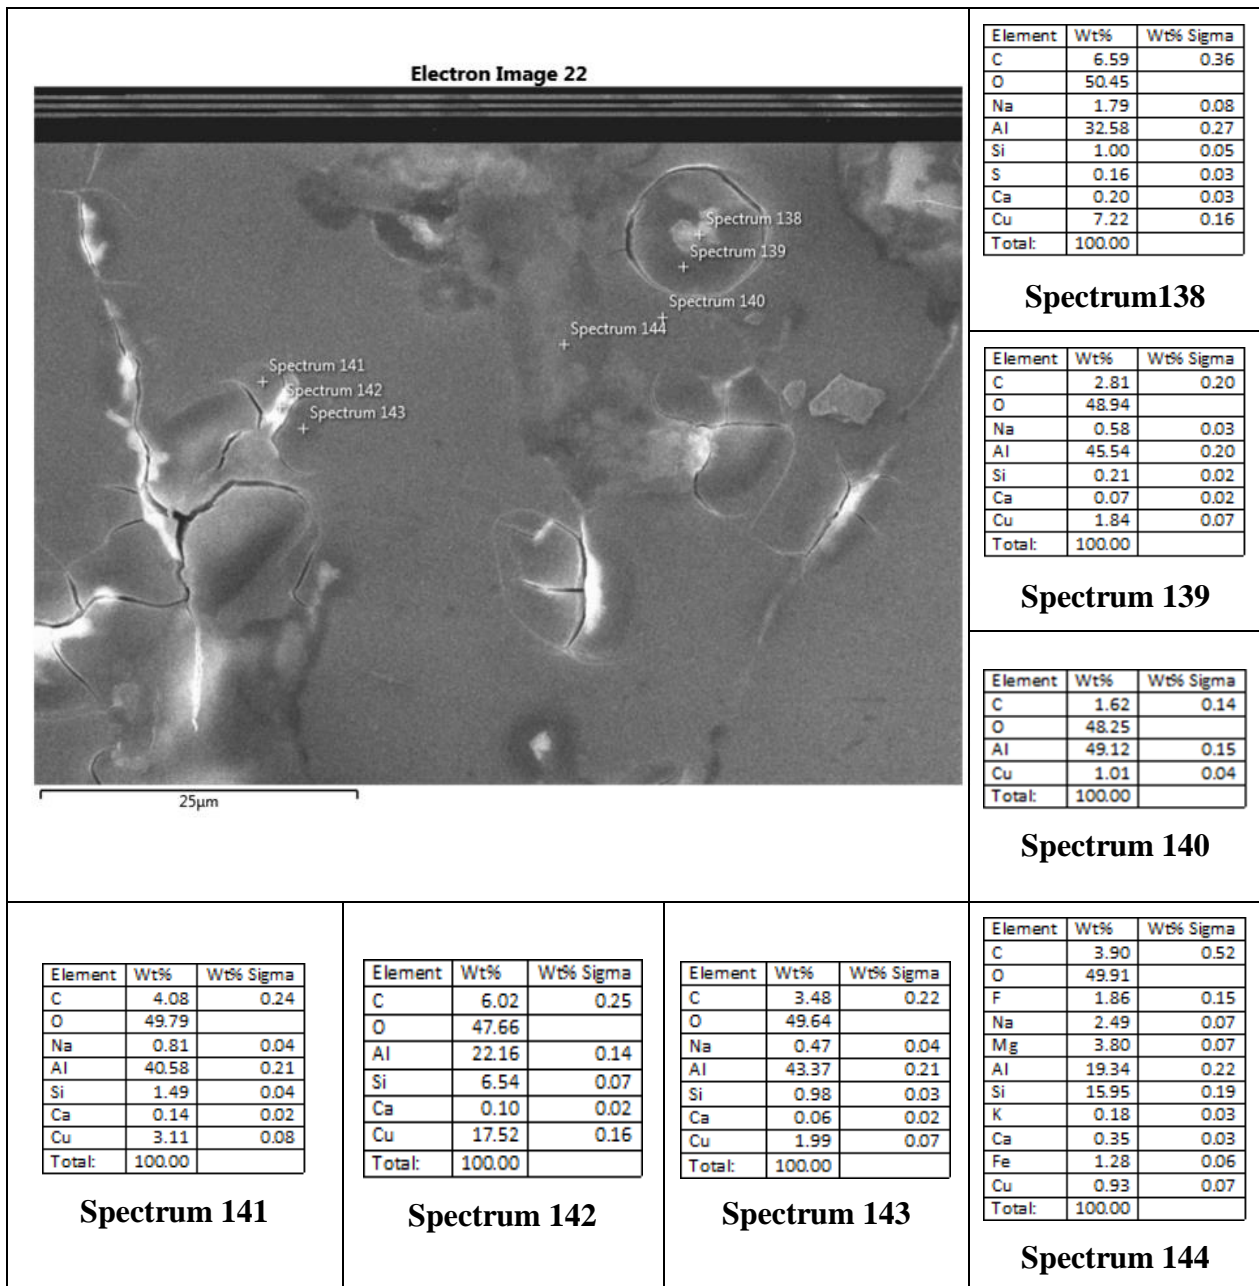 Electron Image 22
Spectrum 138
Spectrum 139
Spectrum 140
Spectrum 144
Spectrum 141
Spectrum 142
Spectrum 143
25μm
Element Wt% Wt% Sigma
C 6.59 0.36
O 50.45
Na 1.79 0.08
Al 32.58 0.27
Si 1.00 0.05
S 0.16 0.03
Ca 0.20 0.03
Cu 7.22 0.16
Total: 100.00
Spectrum138
Element Wt% Wt% Sigma
C 2.81 0.20
O 48.94
Na 0.58 0.03
Al 45.54 0.20
Si 0.21 0.02
Ca 0.07 0.02
Cu 1.84 0.07
Total: 100.00
Spectrum 139
Element Wt% Wt% Sigma
C 1.62 0.14
O 48.25
Al 49.12 0.15
Cu 1.01 0.04
Total: 100.00
Spectrum 140
Element Wt% Wt% Sigma
C 4.08 0.24
O 49.79
Na 0.81 0.04
Al 40.58 0.21
Si 1.49 0.04
Ca 0.14 0.02
Cu 3.11 0.08
Total: 100.00
Spectrum 141
Element Wt% Wt% Sigma
C 6.02 0.25
O 47.66
Al 22.16 0.14
Si 6.54 0.07
Ca 0.10 0.02
Cu 17.52 0.16
Total: 100.00
Spectrum 142
Element Wt% Wt% Sigma
C 3.48 0.22
O 49.64
Na 0.47 0.04
Al 43.37 0.21
Si 0.98 0.03
Ca 0.06 0.02
Cu 1.99 0.07
Total: 100.00
Spectrum 143
Element Wt% Wt% Sigma
C 3.90 0.52
O 49.91
F 1.86 0.15
Na 2.49 0.07
Mg 3.80 0.07
Al 19.34 0.22
Si 15.95 0.19
K 0.18 0.03
Ca 0.35 0.03
Fe 1.28 0.06
Cu 0.93 0.07
Total: 100.00
Spectrum 144